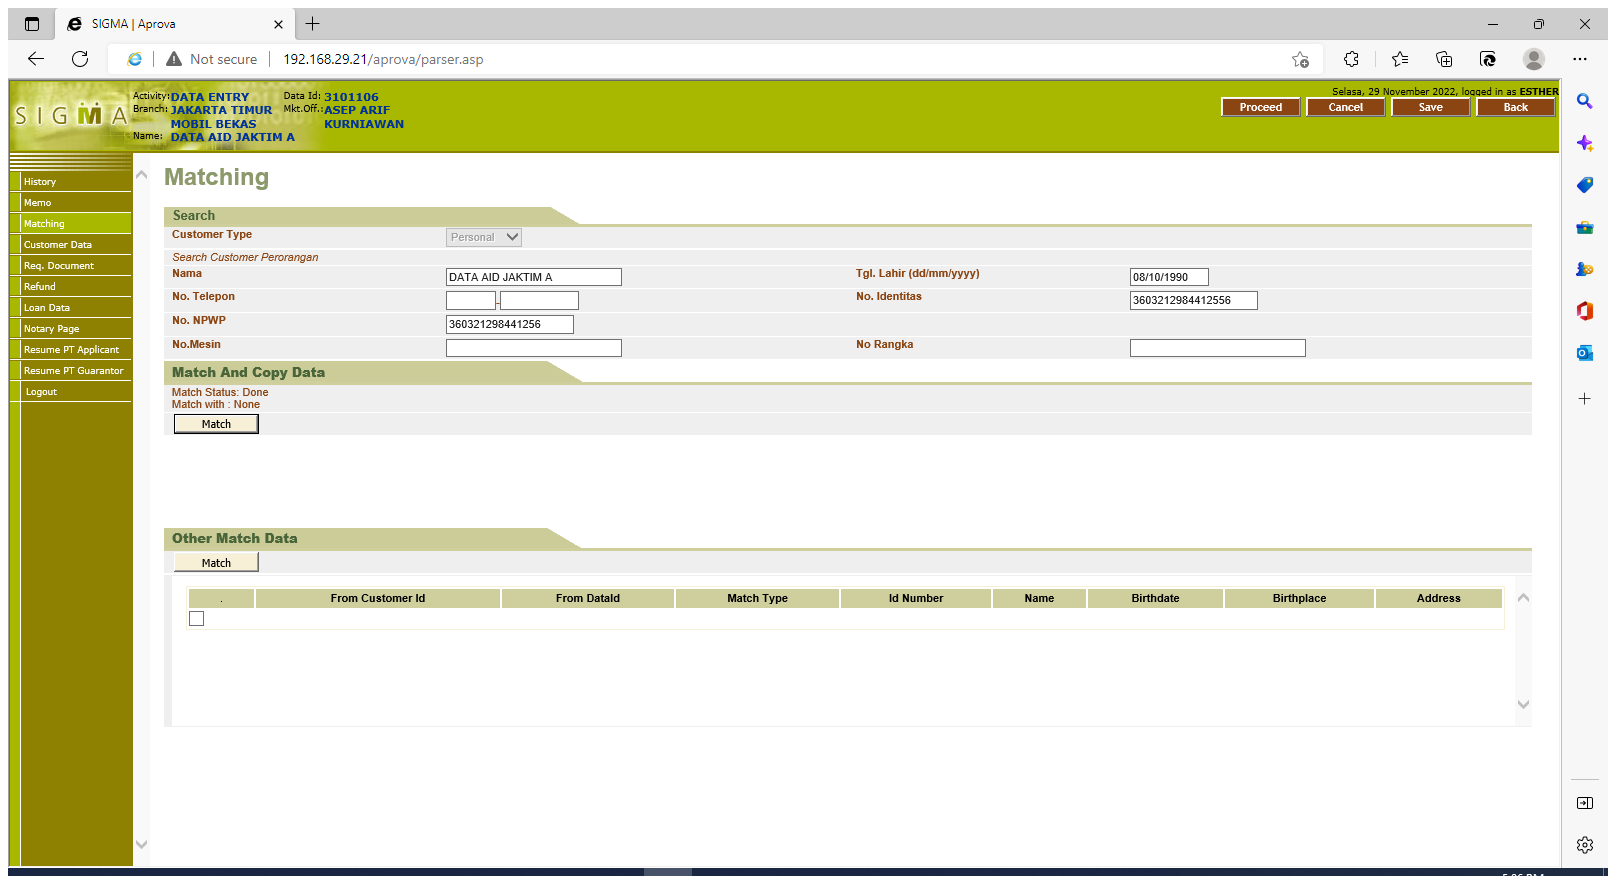 SIGMA | Aprova
Not secure
192.168.29.21/aprova/parser.asp
Selasa, 29 November 2022, logged in as ESTHER
SIGMA
Activity: DATA ENTRY Data Id: 3101106
Branch: JAKARTA TIMUR Mkt.Off.: ASEP ARIF
MOBIL BEKAS KURNIAWAN
Name: DATA AID JAKTIM A
Proceed Cancel Save Back
History
Memo
Matching
Customer Data
Req. Document
Refund
Loan Data
Notary Page
Resume PT Applicant
Resume PT Guarantor
Logout
Matching
Search
Customer Type Personal
Search Customer Perorangan
Nama DATA AID JAKTIM A Tgl. Lahir (dd/mm/yyyy) 08/10/1990
No. Telepon - No. Identitas 3603212984412556
No. NPWP 360321298441256
No.Mesin No Rangka
Match And Copy Data
Match Status: Done
Match with : None
Match
Other Match Data
Match
. From Customer Id From DataId Match Type Id Number Name Birthdate Birthplace Address